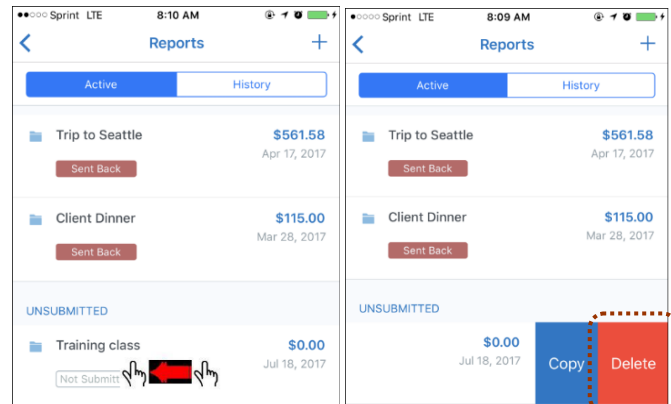 Sprint LTE 8:10 AM
Reports +
Active History
Trip to Seattle $561.58
Sent Back Apr 17, 2017
Client Dinner $115.00
Sent Back Mar 28, 2017
UNSUBMITTED
Training class $0.00
Not Submitt Jul 18, 2017
Sprint LTE 8:09 AM
Reports +
Active History
Trip to Seattle $561.58
Sent Back Apr 17, 2017
Client Dinner $115.00
Sent Back Mar 28, 2017
UNSUBMITTED
$0.00
Jul 18, 2017
Copy Delete